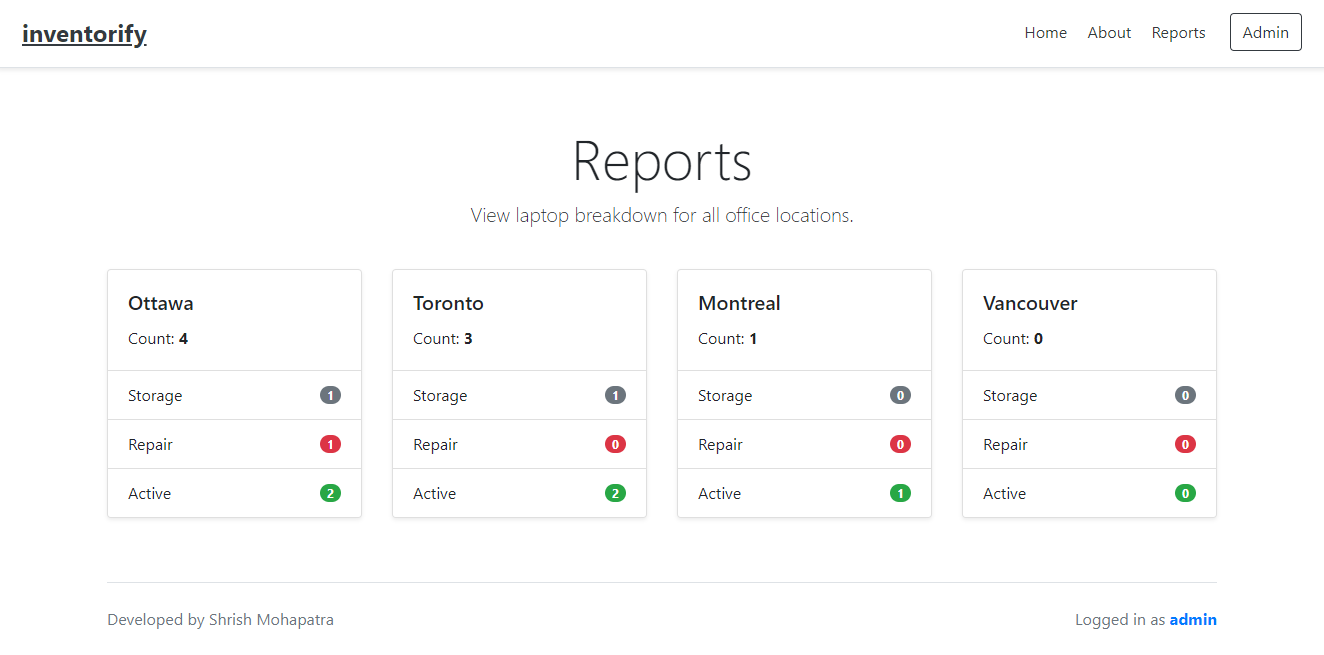 inventorify
Home About Reports Admin
Reports
View laptop breakdown for all office locations.
Ottawa
Count: 4
Storage 1
Repair 1
Active 2
Toronto
Count: 3
Storage 1
Repair 0
Active 2
Montreal
Count: 1
Storage 0
Repair 0
Active 1
Vancouver
Count: 0
Storage 0
Repair 0
Active 0
Developed by Shrish Mohapatra
Logged in as admin